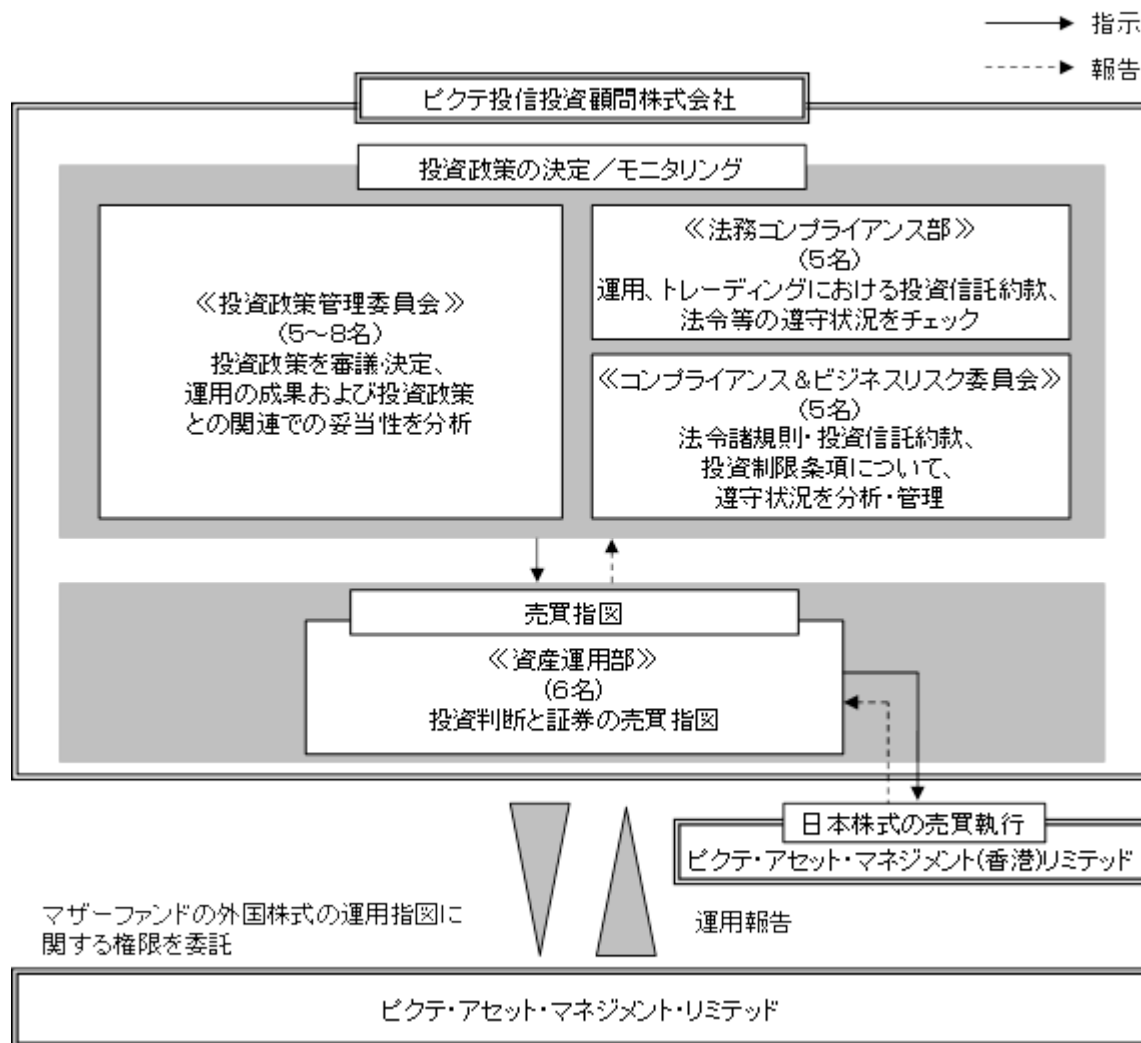 指示
報告
ピクテ投信投資顧問株式会社
投資政策の決定/モニタリング
≪投資政策管理委員会≫
(5~8名)
投資政策を審議・決定、
運用の成果および投資政策
との関連での妥当性を分析
≪法務コンプライアンス部≫
(5名)
運用、トレーディングにおける投資信託約款、
法令等の遵守状況をチェック
≪コンプライアンス&ビジネスリスク委員会≫
(5名)
法令諸規則・投資信託約款、
投資制限条項について、
遵守状況を分析・管理
売買指図
≪資産運用部≫
(6名)
投資判断と証券の売買指図
日本株式の売買執行
ピクテ・アセット・マネジメント(香港)リミテッド
マザーファンドの外国株式の運用指図に
関する権限を委託
運用報告
ピクテ・アセット・マネジメント・リミテッド